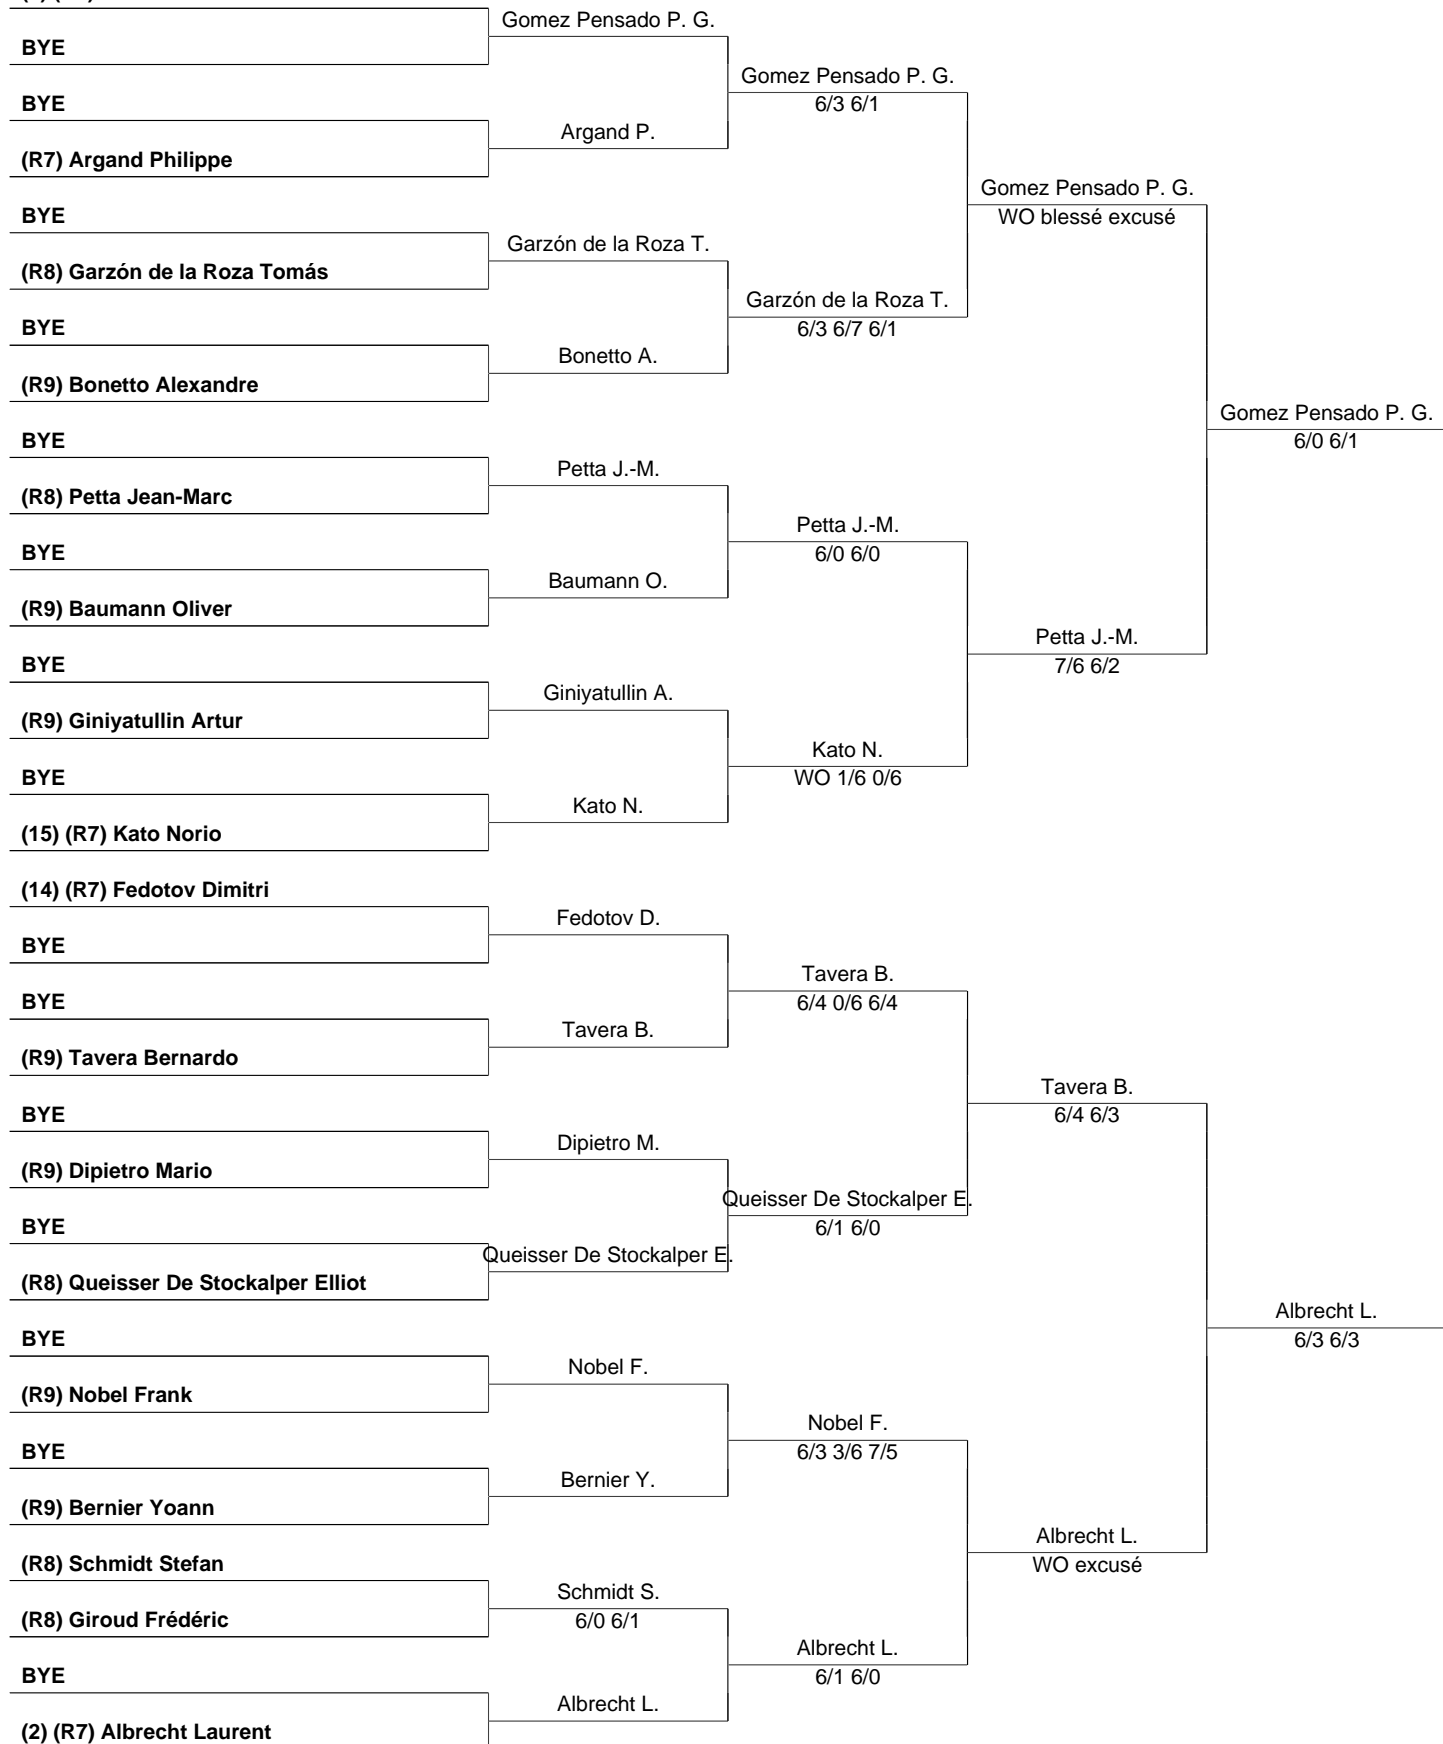 BYE
BYE
(R7) Argand Philippe
BYE
(R8) Garzón de la Roza Tomás
BYE
(R9) Bonetto Alexandre
BYE
(R8) Petta Jean-Marc
BYE
(R9) Baumann Oliver
BYE
(R9) Giniyatullin Artur
BYE
(15) (R7) Kato Norio
(14) (R7) Fedotov Dimitri
BYE
BYE
(R9) Tavera Bernardo
BYE
(R9) Dipietro Mario
BYE
(R8) Queisser De Stockalper Elliot
BYE
(R9) Nobel Frank
BYE
(R9) Bernier Yoann
(R8) Schmidt Stefan
(R8) Giroud Frédéric
BYE
(2) (R7) Albrecht Laurent
Gomez Pensado P. G.
Argand P.
Garzón de la Roza T.
Bonetto A.
Petta J.-M.
Baumann O.
Giniyatullin A.
Kato N.
Fedotov D.
Tavera B.
Dipietro M.
Queisser De Stockalper E.
Nobel F.
Bernier Y.
Schmidt S.
6/0 6/1
Albrecht L.
Gomez Pensado P. G.
6/3 6/1
Garzón de la Roza T.
6/3 6/7 6/1
Petta J.-M.
6/0 6/0
Kato N.
WO 1/6 0/6
Tavera B.
6/4 0/6 6/4
Queisser De Stockalper E.
6/1 6/0
Nobel F.
6/3 3/6 7/5
Albrecht L.
6/1 6/0
Gomez Pensado P. G.
WO blessé excusé
Petta J.-M.
7/6 6/2
Tavera B.
6/4 6/3
Albrecht L.
WO excusé
Gomez Pensado P. G.
6/0 6/1
Albrecht L.
6/3 6/3